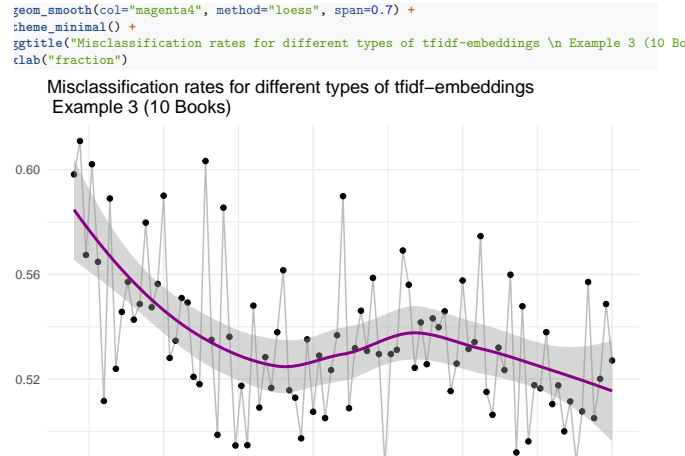 geom_smooth(col="magenta4", method="loess", span=0.7) +
theme_minimal() +
ggtitle("Misclassification rates for different types of tfidf-embeddings \n Example 3 (10 Bo
xlab("fraction")
Misclassification rates for different types of tfidf−embeddings
Example 3 (10 Books)
0.60
0.56
0.52